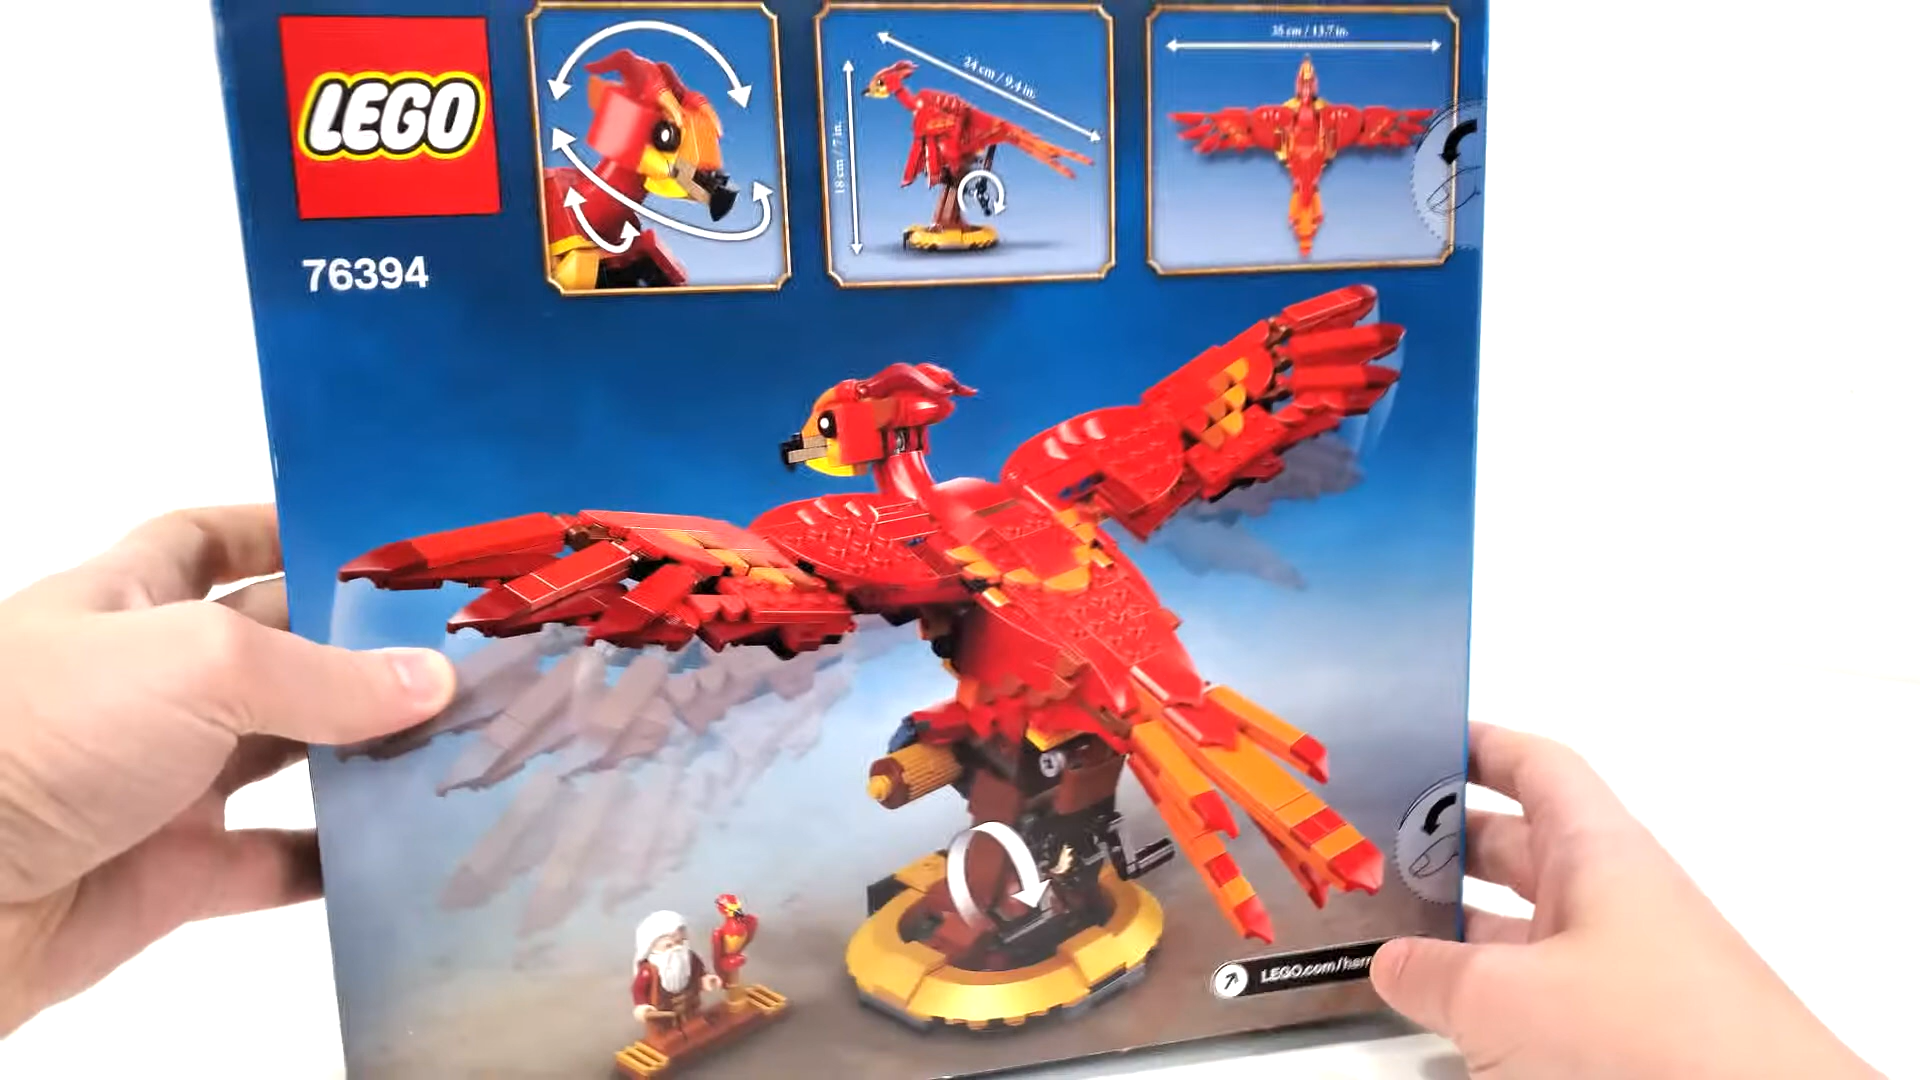 LEGO
76394
18 cm / 7 in.
24 cm / 9.4 in.
35 cm / 13.7 in.
LEGO.com/harr